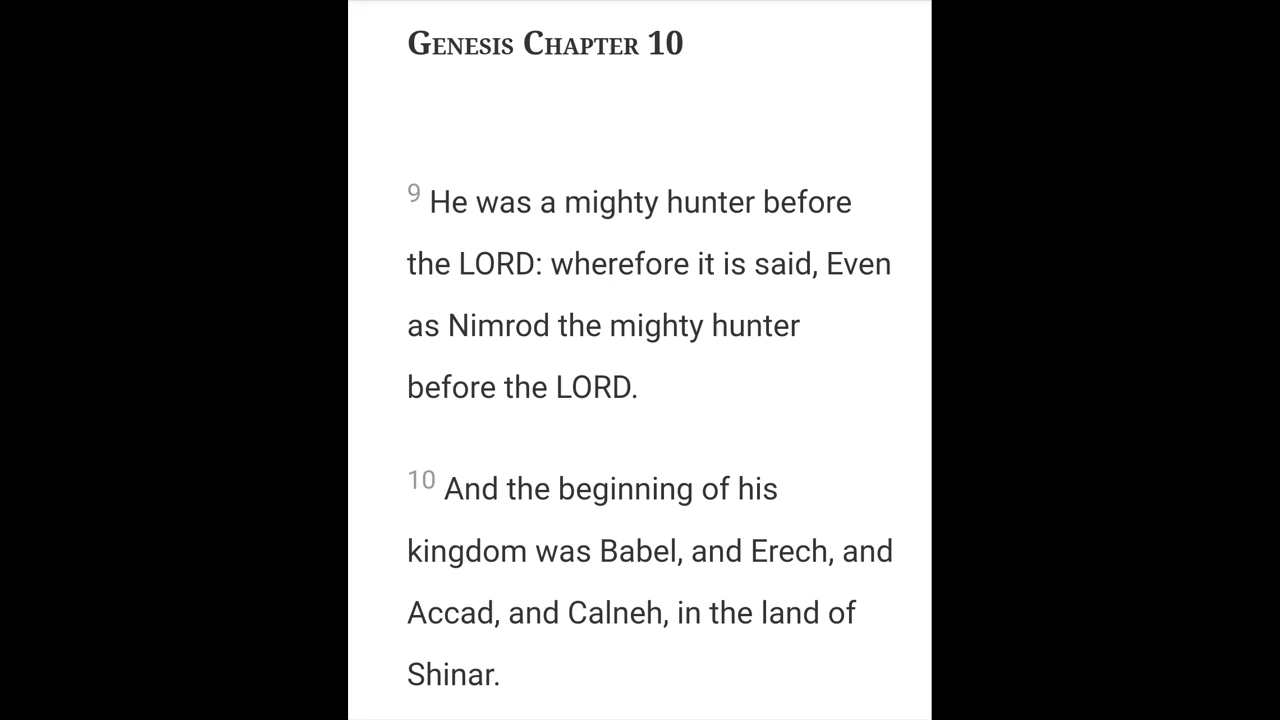 Genesis Chapter 10
9 He was a mighty hunter before
the LORD: wherefore it is said, Even
as Nimrod the mighty hunter
before the LORD.
10 And the beginning of his
kingdom was Babel, and Erech, and
Accad, and Calneh, in the land of
Shinar.